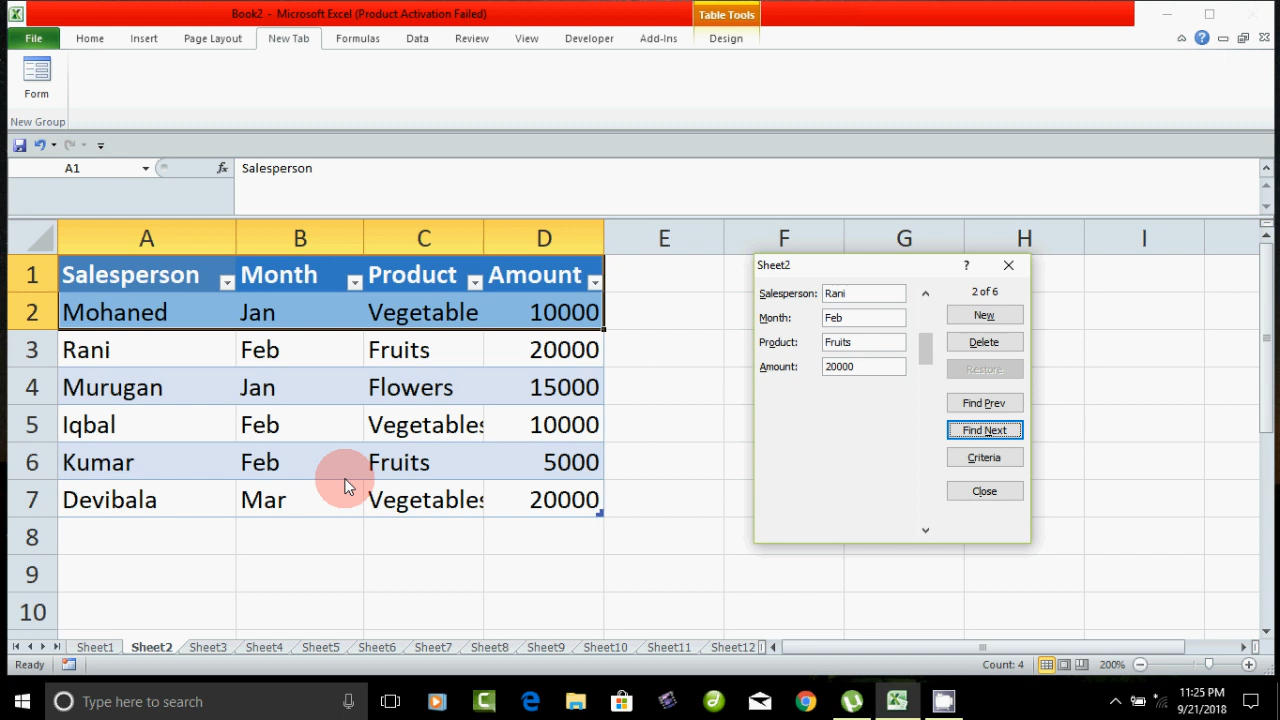 Book2 - Microsoft Excel (Product Activation Failed)
Table Tools
File Home Insert Page Layout New Tab Formulas Data Review View Developer Add-Ins Design
Form
New Group
A1 fx Salesperson
A B C D E F G H I
1 Salesperson Month Product Amount
2 Mohaned Jan Vegetable 10000
3 Rani Feb Fruits 20000
4 Murugan Jan Flowers 15000
5 Iqbal Feb Vegetables 10000
6 Kumar Feb Fruits 5000
7 Devibala Mar Vegetables 20000
8
9
10
Sheet2 ?
Salesperson: Rani 2 of 6
New
Month: Feb
Product: Fruits Delete
Amount: 20000 Restore
Find Prev
Find Next
Criteria
Close
Sheet1 Sheet2 Sheet3 Sheet4 Sheet5 Sheet6 Sheet7 Sheet8 Sheet9 Sheet10 Sheet11 Sheet12
Ready Count: 4 200%
Type here to search
11:25 PM
9/21/2018